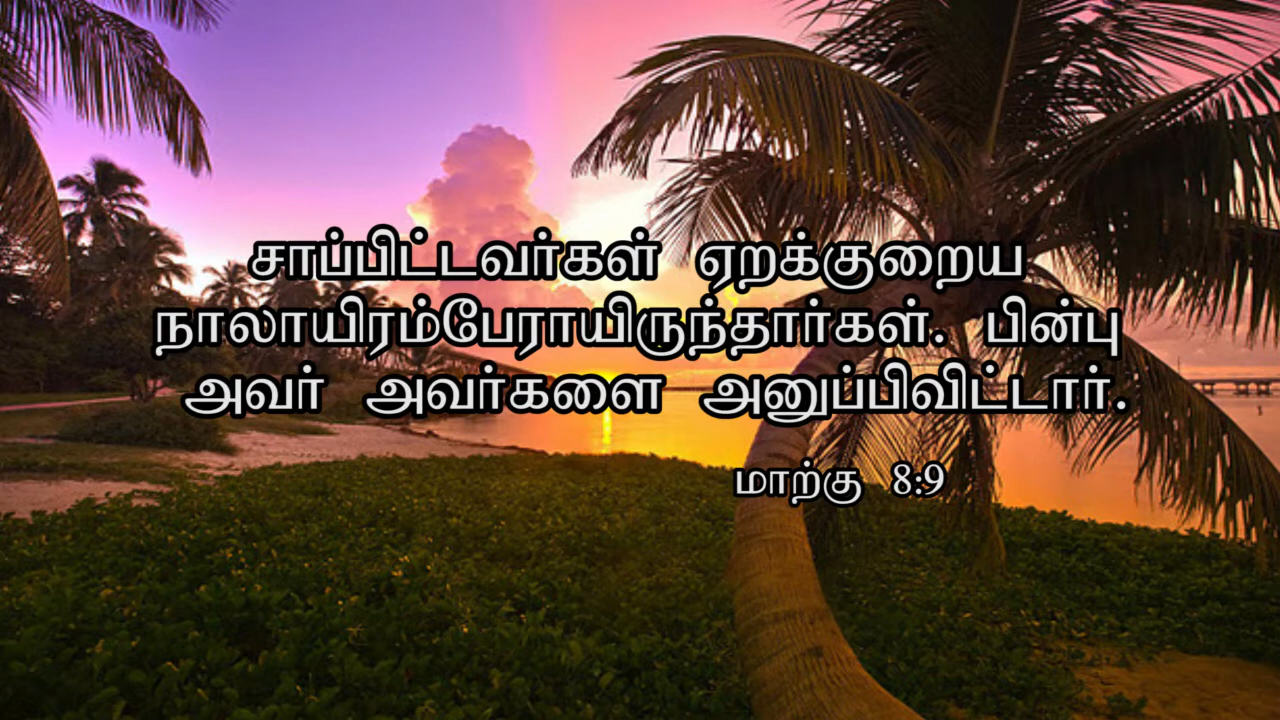 சாப்பிட்டவர்கள் ஏறக்குறைய
நாலாயிரம்பேராயிருந்தார்கள். பின்பு
அவர் அவர்களை அனுப்பிவிட்டார்.
மாற்கு 8:9